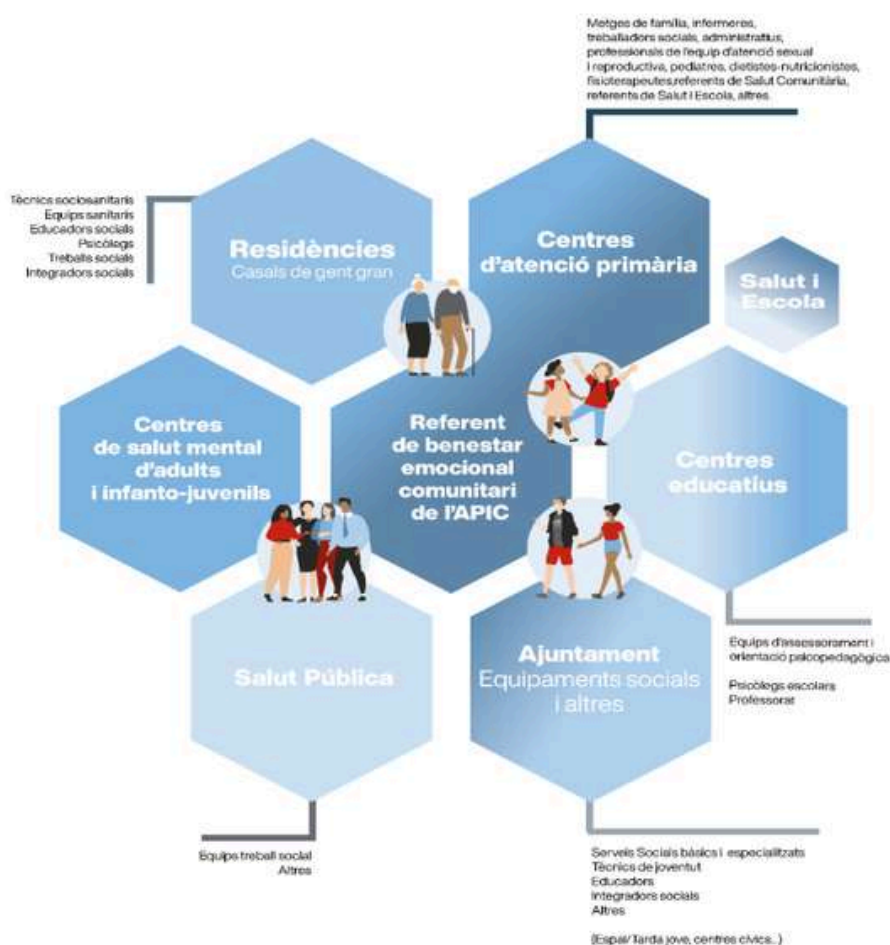 Metges de família, infermeres,
treballadors socials, administratius,
professionals de l'equip d'atenció sexual
i reproductiva, pediatres, dietistes-nutricionistes,
fisioterapeutes,referents de Salut Comunitària,
referents de Salut i Escola, altres.
Tècnics sociosanitaris
Equips sanitaris
Educadors socials
Psicòlegs
Treballs socials
Integradors socials
Residències
Casals de gent gran
Centres
d'atenció primària
Salut i
Escola
Centres
de salut mental
d'adults
i infanto-juvenils
Referent
de benestar
emocional
comunitari
de l'APIC
Centres
educatius
Salut Pública
Ajuntament
Equipaments socials
i altres
Equips d'assessorament i
orientació psicopedagògica
Psicòlegs escolars
Professorat
Equips treball social
Altres
Serveis Socials bàsics i especialitzats
Tècnics de joventut
Educadors
Integradors socials
Altres
(Espai/Tarda jove, centres cívics...)